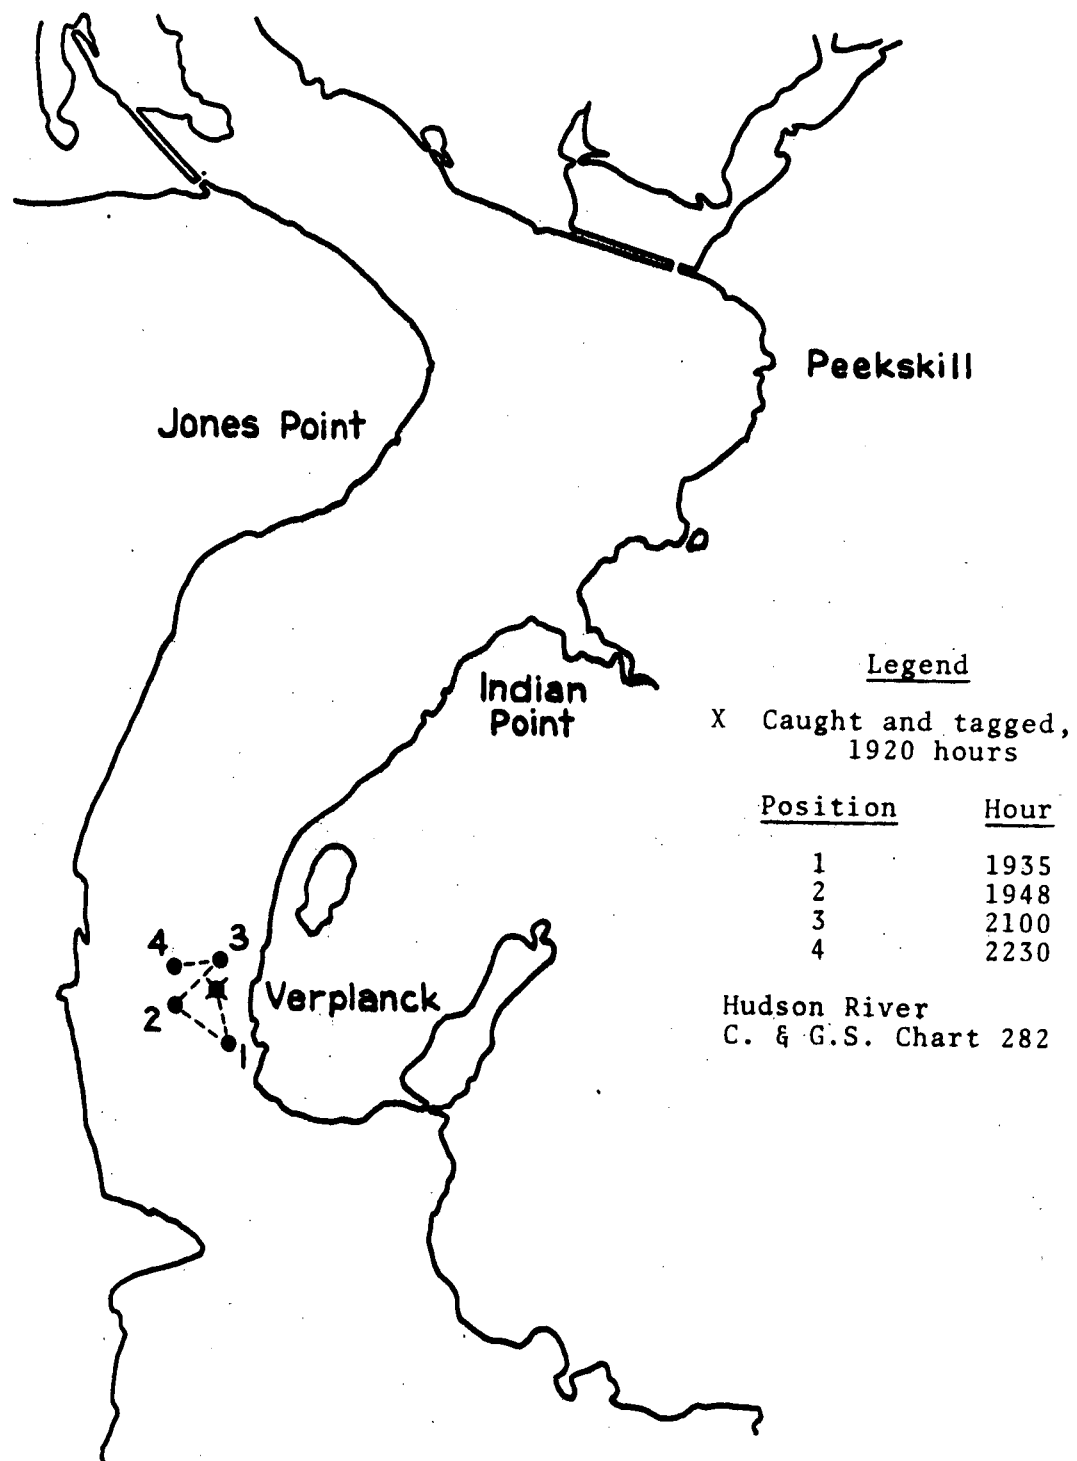 Peekskill
Jones Point
Indian
Point
Legend
X Caught and tagged,
1920 hours
Position Hour
1 1935
2 1948
3 2100
4 2230
4 3
Verplanck
2
1
Hudson River
C. & G.S. Chart 282